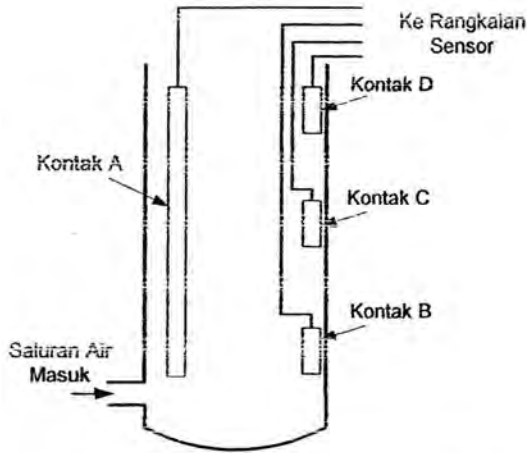 Ke Rangkaian
Sensor
Kontak D
Kontak A
Kontak C
Kontak B
Saluran Air
Masuk